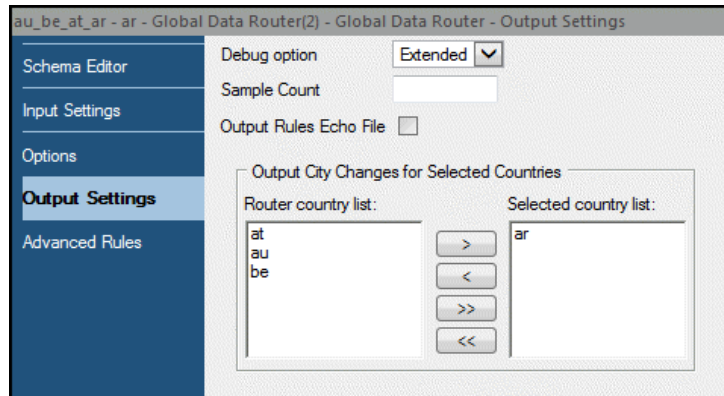 au_be_at_ar - ar - Global Data Router(2) - Global Data Router - Output Settings
Schema Editor
Input Settings
Options
Output Settings
Advanced Rules
Debug option Extended
Sample Count
Output Rules Echo File
Output City Changes for Selected Countries
Router country list: Selected country list:
at
au
be
>
<
>>
<<
ar